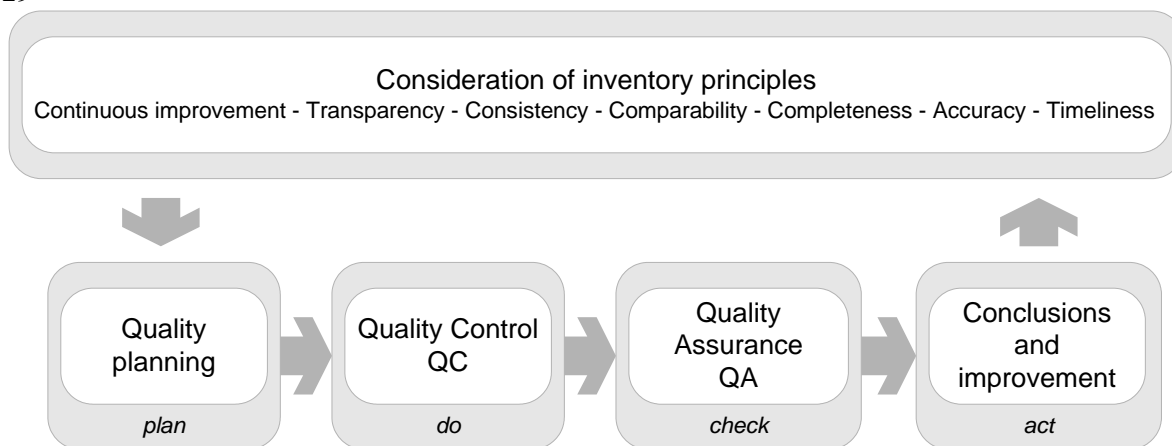 Consideration of inventory principles
Continuous improvement - Transparency - Consistency - Comparability - Completeness - Accuracy - Timeliness
Quality
planning
plan
Quality Control
QC
do
Quality
Assurance
QA
check
Conclusions
and
improvement
act